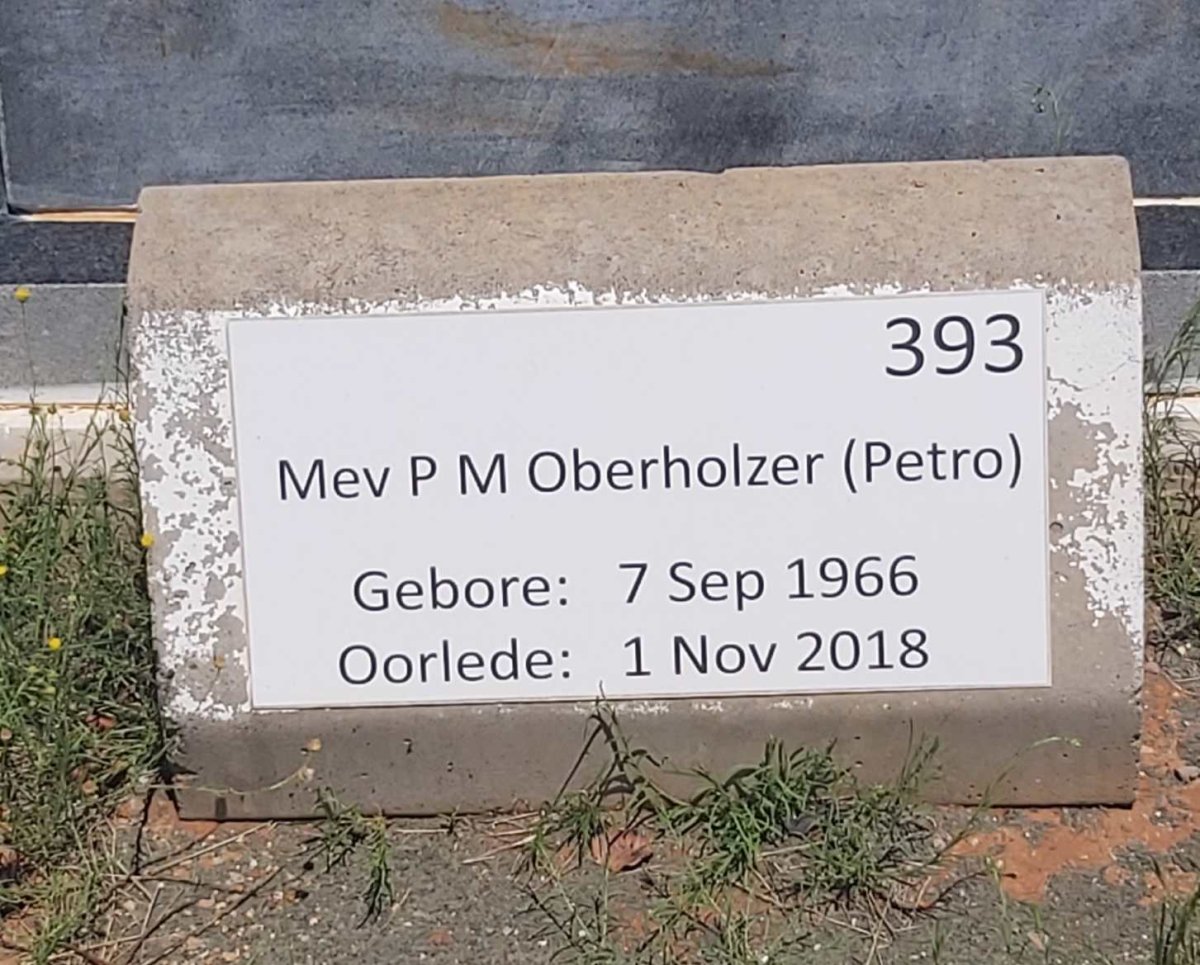 393
Mev P M Oberholzer (Petro)
Gebore: 7 Sep 1966
Oorlede: 1 Nov 2018